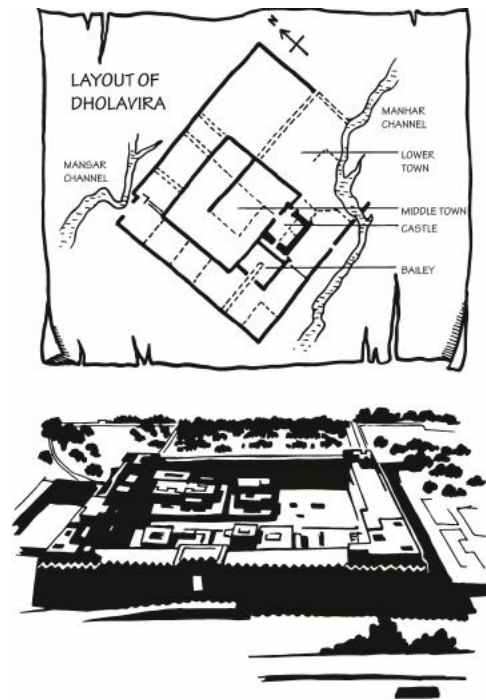 N
LAYOUT OF
DHOLAVIRA
MANSAR
CHANNEL
MANHAR
CHANNEL
LOWER
TOWN
MIDDLE TOWN
CASTLE
BAILEY